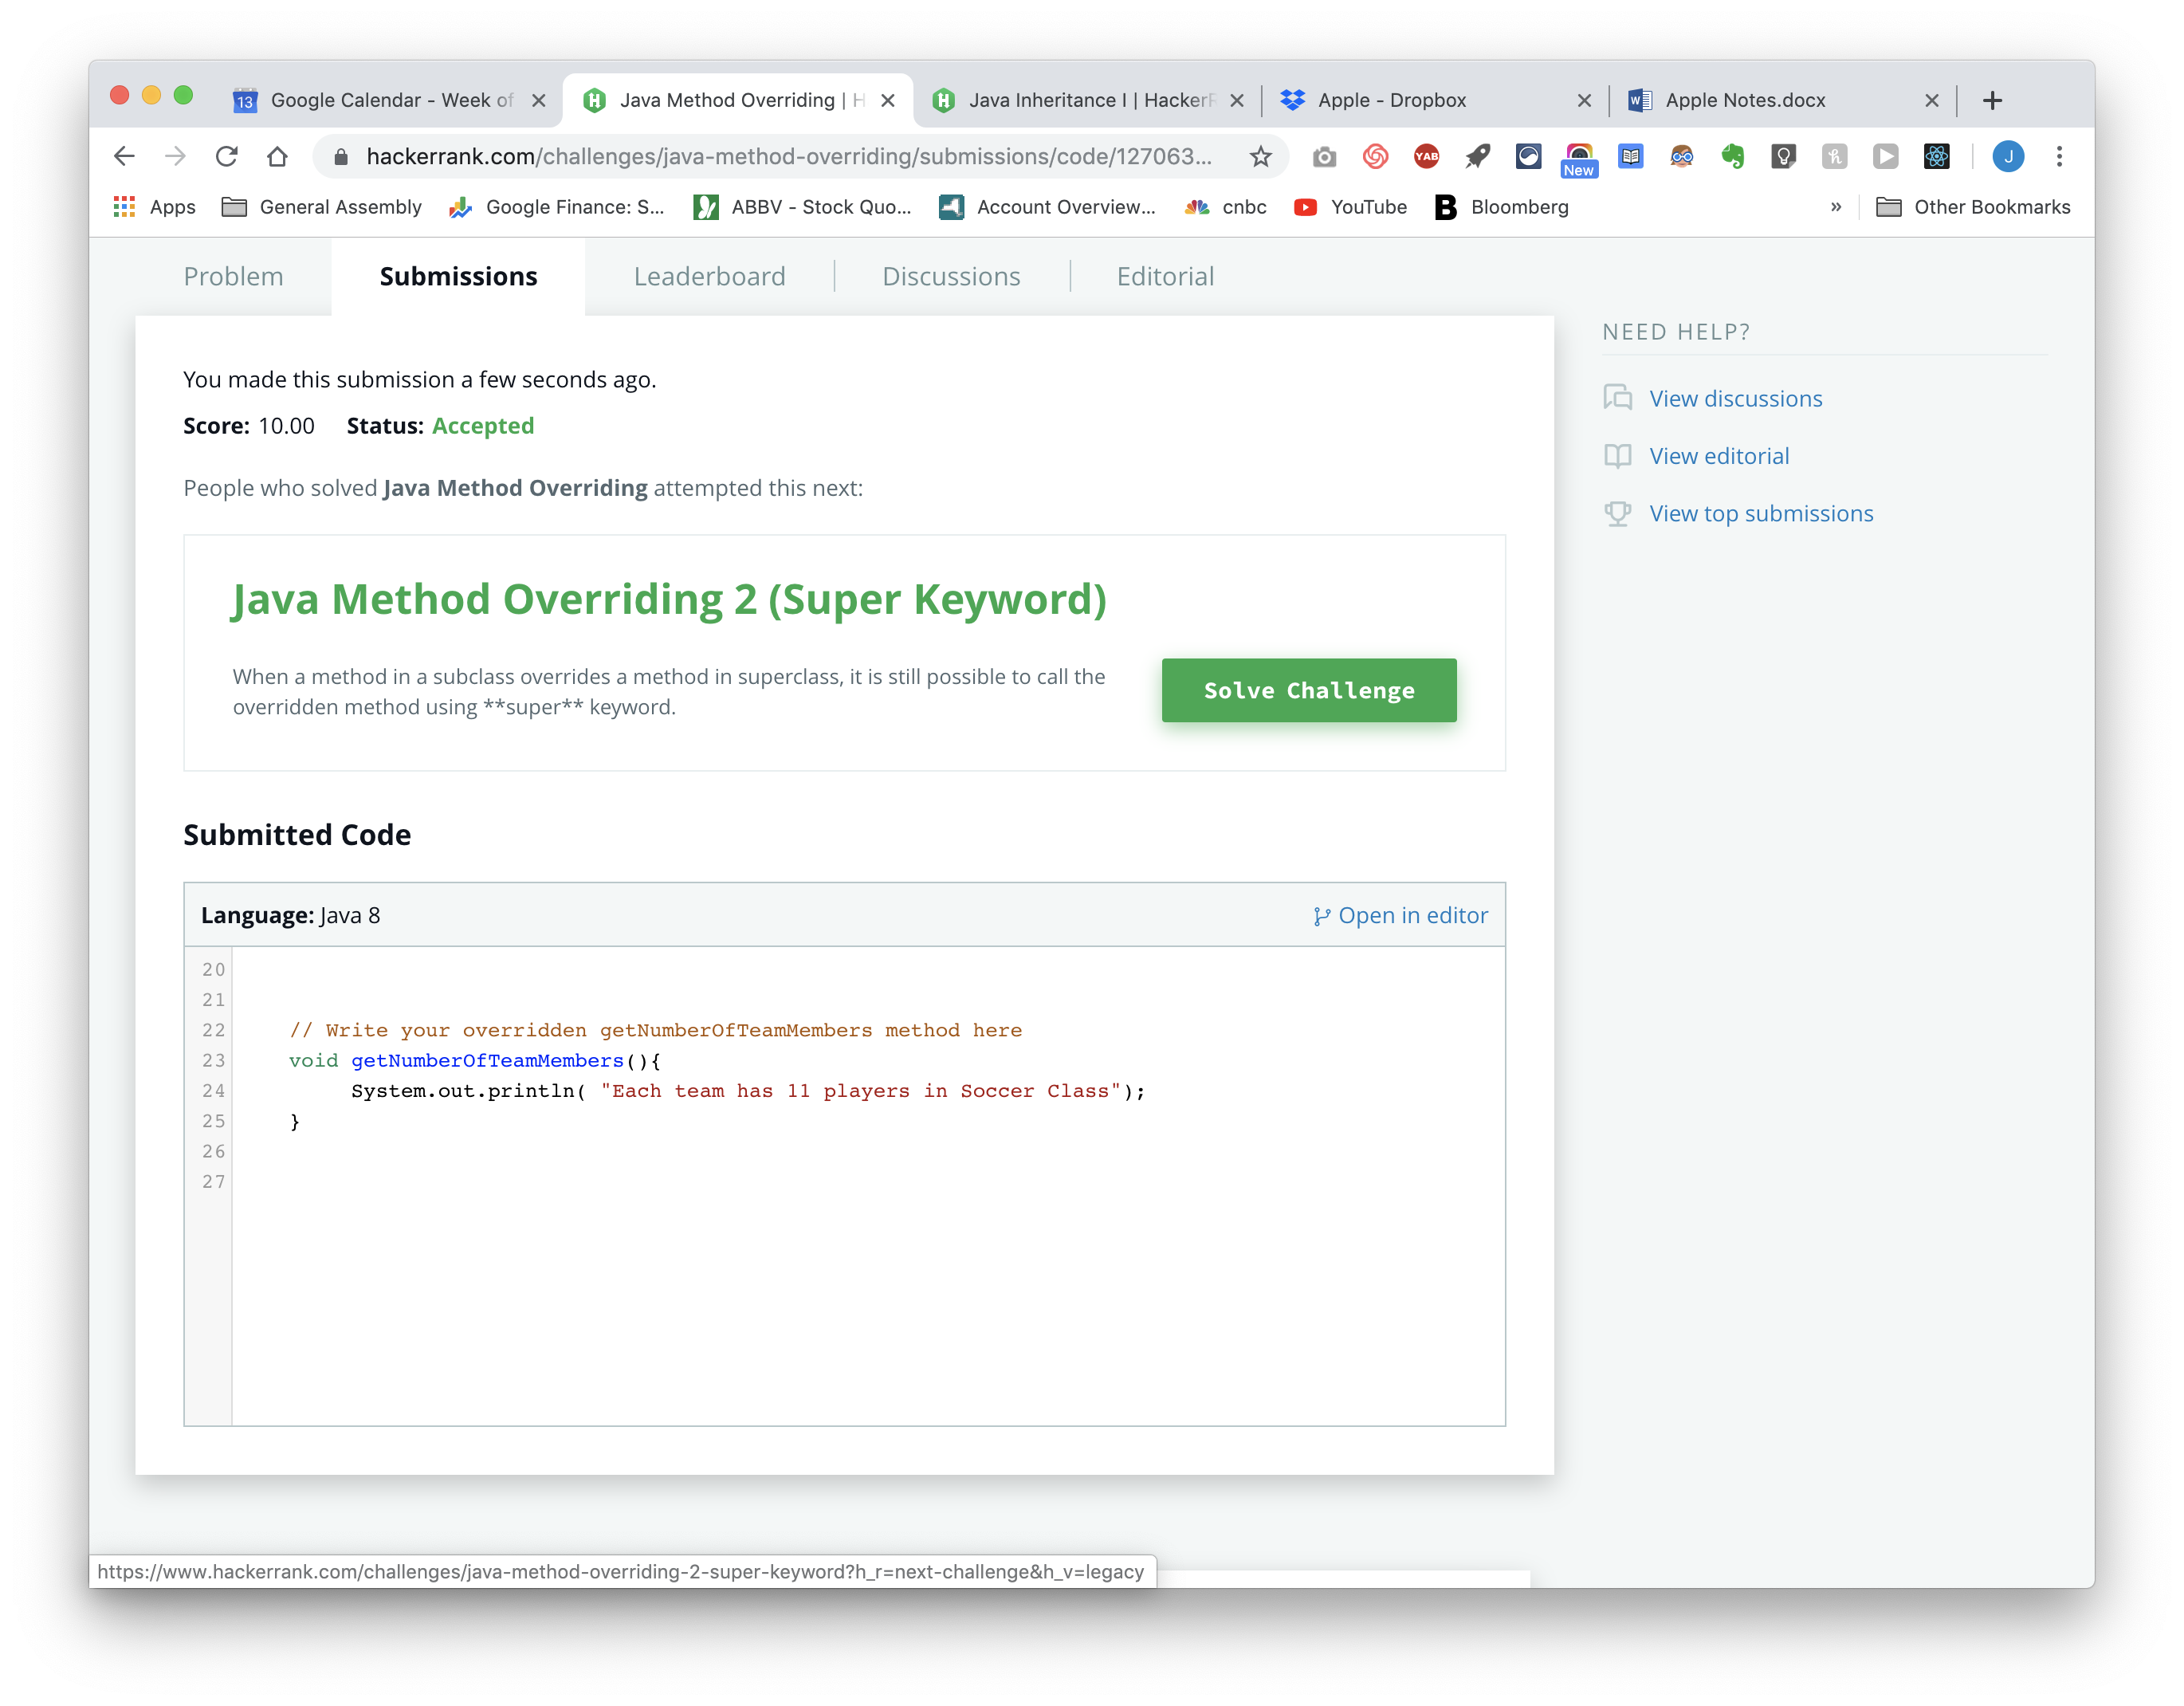 Google Calendar - Week of
Java Method Overriding | H
Java Inheritance I | HackerR
Apple - Dropbox
Apple Notes.docx
13
hackerrank.com/challenges/java-method-overriding/submissions/code/127063...
YAB
New
J
Apps
General Assembly
Google Finance: S...
ABBV - Stock Quo...
Account Overview...
cnbc
YouTube
Bloomberg
»
Other Bookmarks
Problem
Submissions
Leaderboard
Discussions
Editorial
You made this submission a few seconds ago.
Score: 10.00 Status: Accepted
People who solved Java Method Overriding attempted this next:
Java Method Overriding 2 (Super Keyword)
When a method in a subclass overrides a method in superclass, it is still possible to call the
overridden method using **super** keyword.
Solve Challenge
NEED HELP?
View discussions
View editorial
View top submissions
Submitted Code
Language: Java 8
Open in editor
20
21
22 // Write your overridden getNumberOfTeamMembers method here
23 void getNumberOfTeamMembers(){
24 System.out.println( "Each team has 11 players in Soccer Class");
25 }
26
27
https://www.hackerrank.com/challenges/java-method-overriding-2-super-keyword?h_r=next-challenge&h_v=legacy